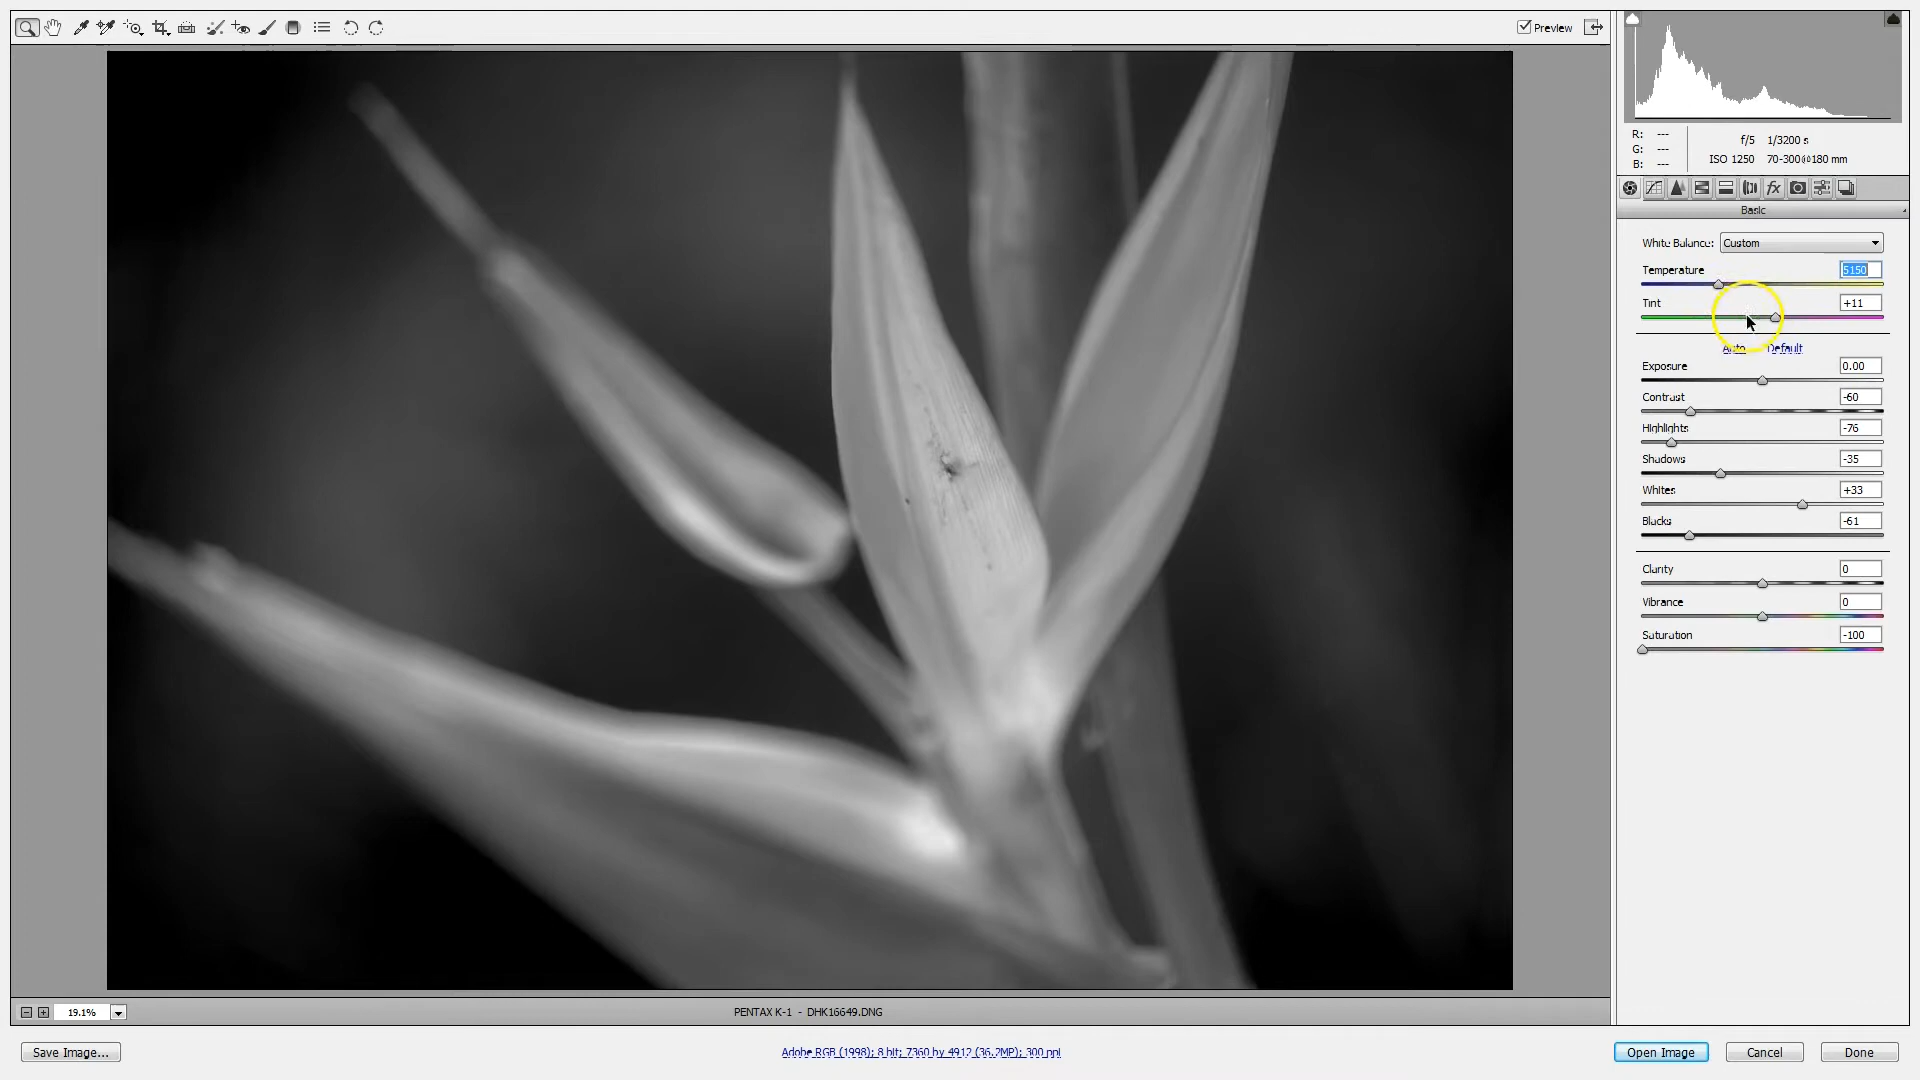 Preview
R: ---
G: ---
B: ---
f/5 1/3200 s
ISO 1250 70-300@180 mm
fx
Basic
White Balance: Custom
Temperature 5150
Tint +11
Auto Default
Exposure 0.00
Contrast -60
Highlights -76
Shadows -35
Whites +33
Blacks -61
Clarity 0
Vibrance 0
Saturation -100
19.1%
PENTAX K-1 - DHK16649.DNG
Save Image...
Adobe RGB (1998); 8 bit; 7360 by 4912 (36.2MP); 300 ppi
Open Image
Cancel
Done